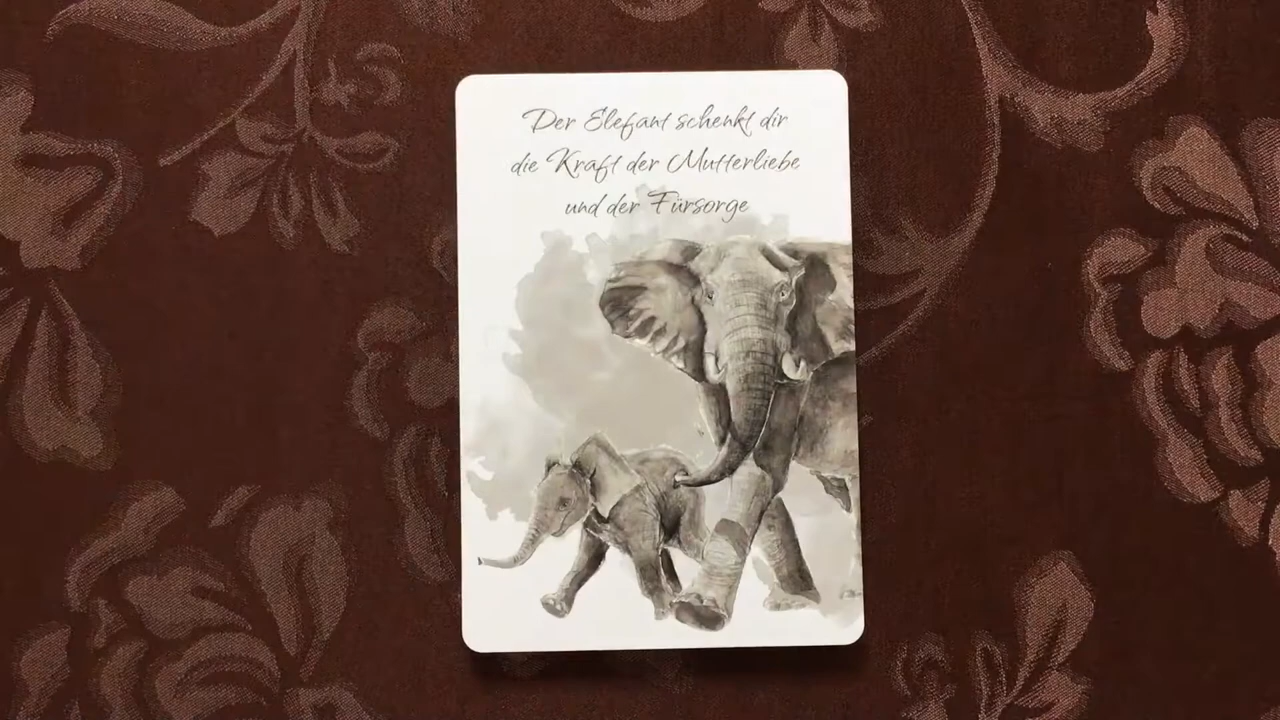 Der Elefant schenkt dir
die Kraft der Mutterliebe
und der Fürsorge